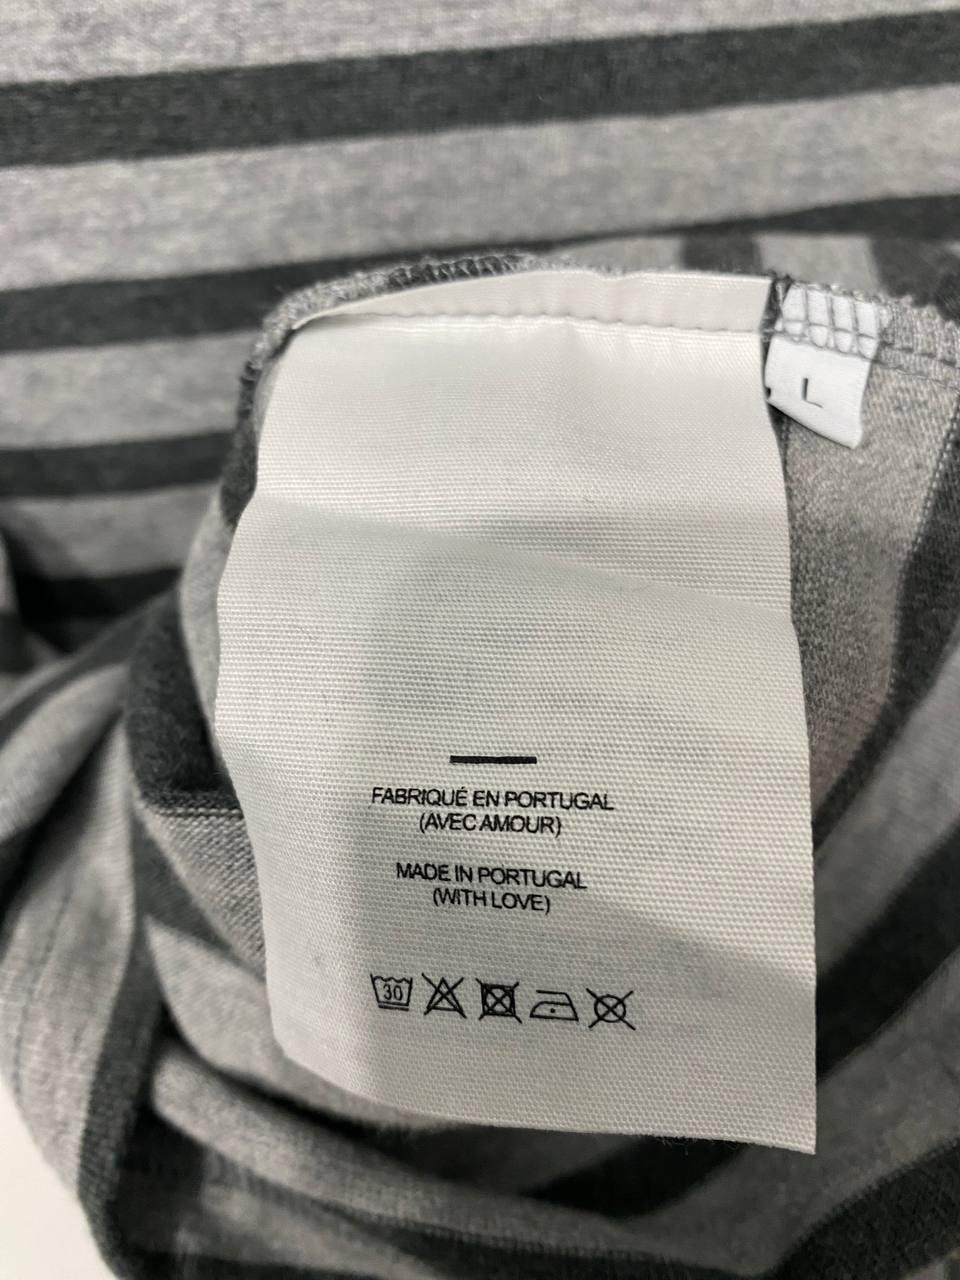 L
FABRIQUÉ EN PORTUGAL
(AVEC AMOUR)
MADE IN PORTUGAL
(WITH LOVE)
30